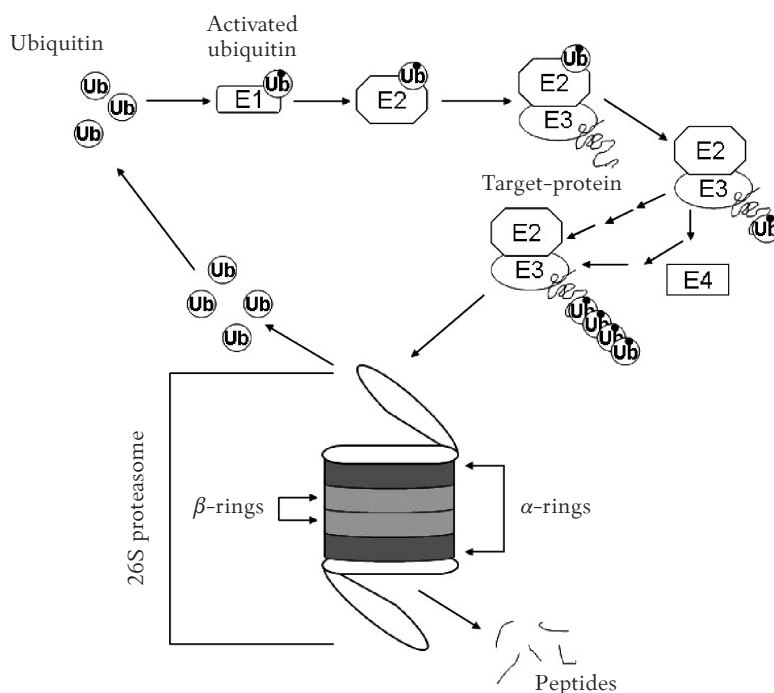 Ubiquitin
Activated
ubiquitin
Ub
Ub
Ub
E1
Ub
E2
Ub
E2
Ub
E3
Target-protein
E2
E3
Ub
E2
E3
Ub
Ub
Ub
Ub
E4
Ub
Ub
Ub
Ub
26S proteasome
β-rings
α-rings
Peptides